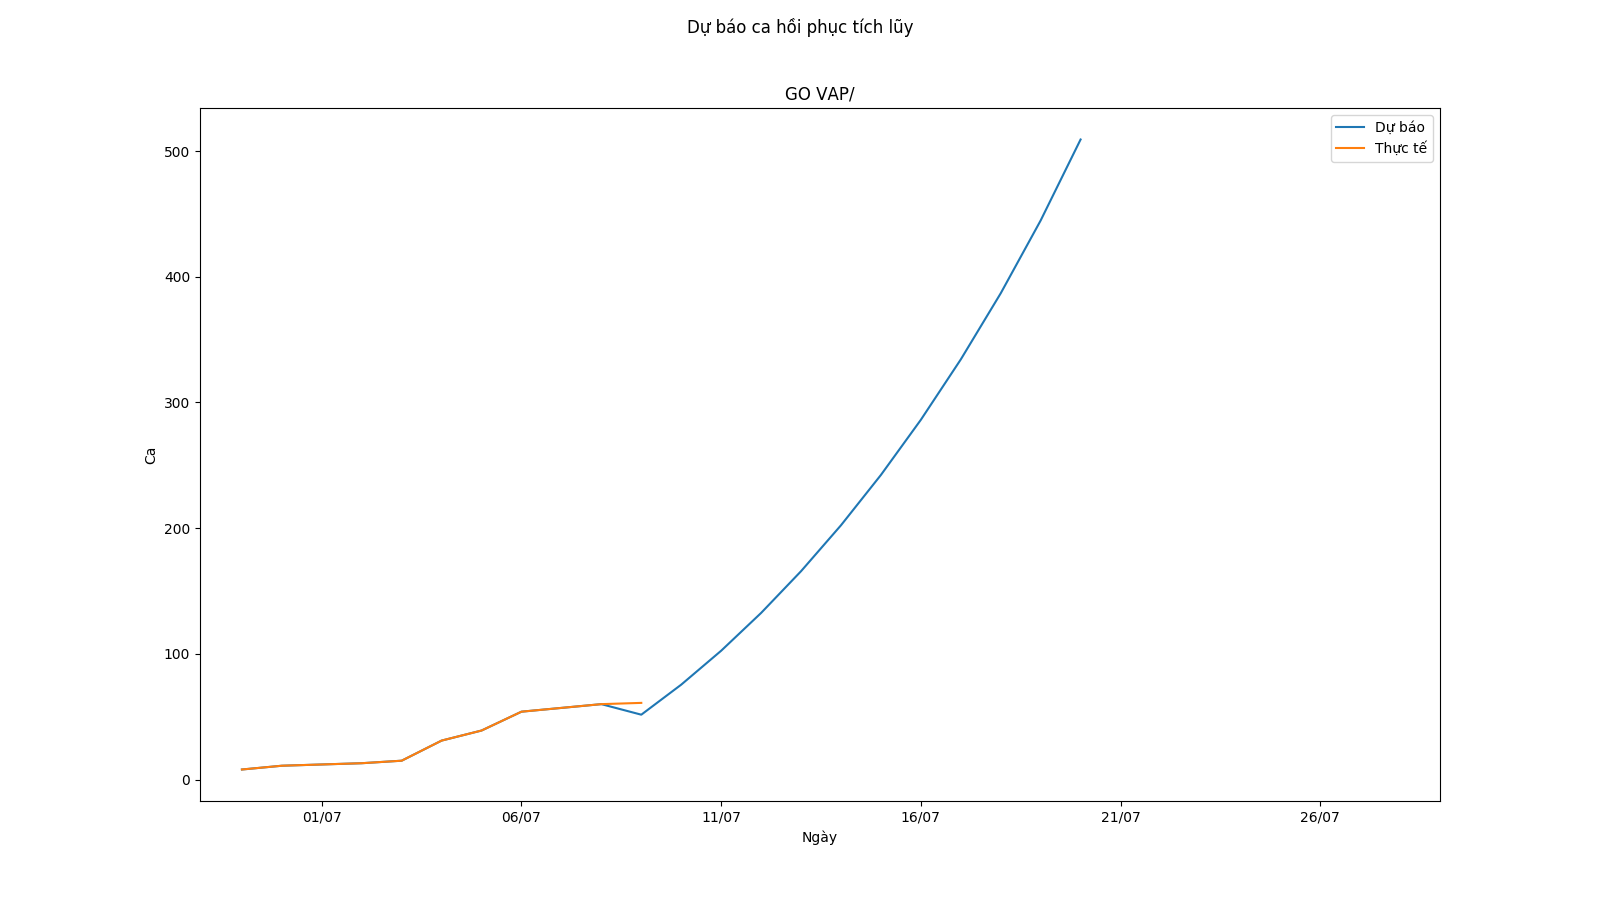 Dự báo ca hồi phục tích lũy
GO VAP/
Dự báo
Thực tế
500
400
300
200
100
0
Ca
01/07
06/07
11/07
16/07
21/07
26/07
Ngày